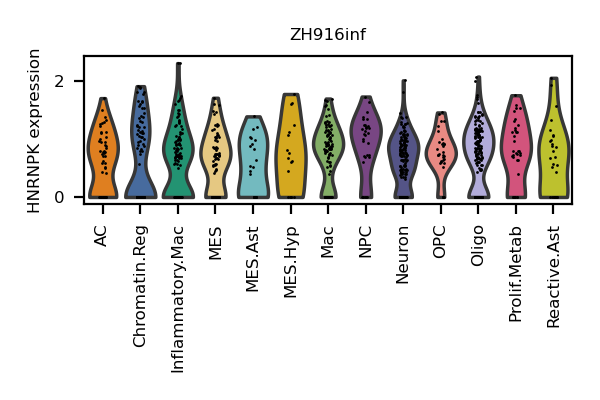 ZH916inf
HNRNPK expression
2
0
AC
Chromatin.Reg
Inflammatory.Mac
MES
MES.Ast
MES.Hyp
Mac
NPC
Neuron
OPC
Oligo
Prolif.Metab
Reactive.Ast